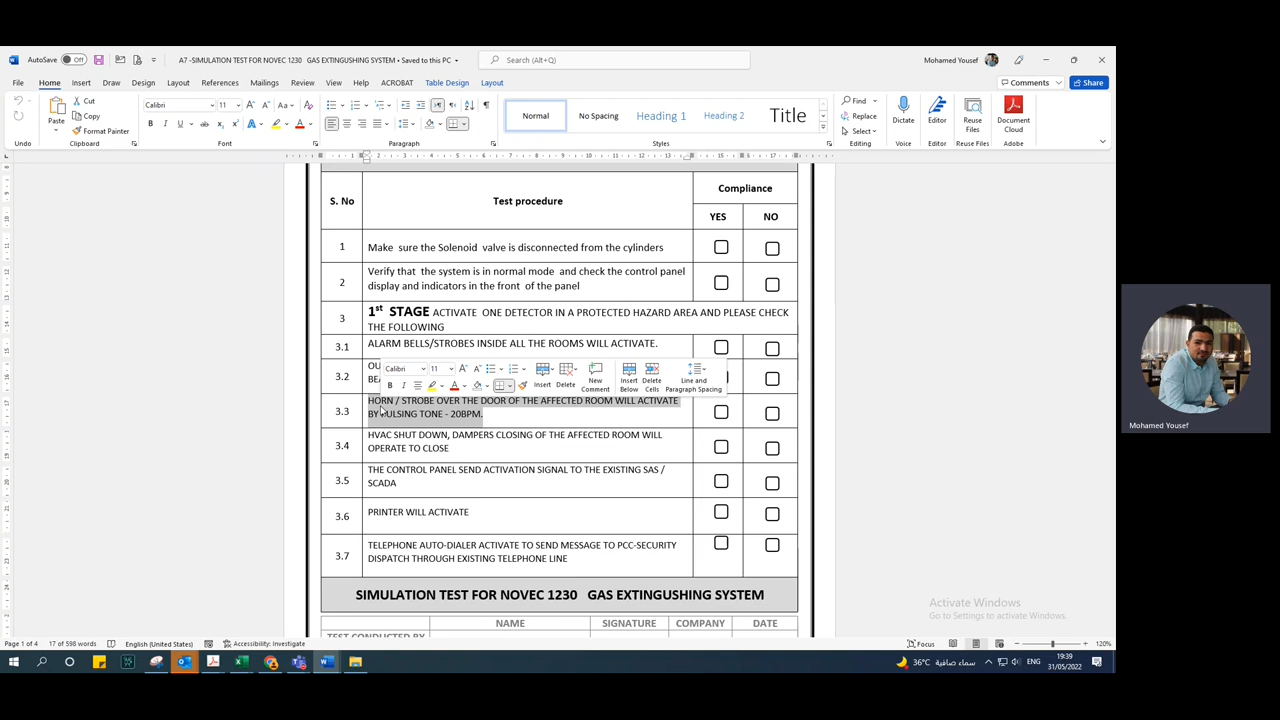 AutoSave Off A7 -SIMULATION TEST FOR NOVEC 1230 GAS EXTINGUSHING SYSTEM • Saved to this PC Search (Alt+Q) Mohamed Yousef
File Home Insert Draw Design Layout References Mailings Review View Help ACROBAT Table Design Layout Comments Share
Paste Cut Copy Format Painter
Calibri 11
Normal No Spacing Heading 1 Heading 2 Title
Find Replace Select
Dictate Editor Reuse Files Document Cloud
Undo Clipboard Font Paragraph Styles Editing Voice Editor Reuse Files Adobe
S. No Test procedure Compliance
YES NO
1 Make sure the Solenoid valve is disconnected from the cylinders
2 Verify that the system is in normal mode and check the control panel
display and indicators in the front of the panel
3 1st STAGE ACTIVATE ONE DETECTOR IN A PROTECTED HAZARD AREA AND PLEASE CHECK
THE FOLLOWING
3.1 ALARM BELLS/STROBES INSIDE ALL THE ROOMS WILL ACTIVATE.
3.2
Calibri 11
Insert Delete New Comment Insert Below Delete Cells Line and Paragraph Spacing
3.3 HORN / STROBE OVER THE DOOR OF THE AFFECTED ROOM WILL ACTIVATE
BY PULSING TONE - 20BPM.
3.4 HVAC SHUT DOWN, DAMPERS CLOSING OF THE AFFECTED ROOM WILL
OPERATE TO CLOSE
3.5 THE CONTROL PANEL SEND ACTIVATION SIGNAL TO THE EXISTING SAS /
SCADA
3.6 PRINTER WILL ACTIVATE
3.7 TELEPHONE AUTO-DIALER ACTIVATE TO SEND MESSAGE TO PCC-SECURITY
DISPATCH THROUGH EXISTING TELEPHONE LINE
SIMULATION TEST FOR NOVEC 1230 GAS EXTINGUSHING SYSTEM
NAME SIGNATURE COMPANY DATE
TEST CONDUCTED BY
Mohamed Yousef
Activate Windows
Go to Settings to activate Windows.
Page 1 of 4 17 of 598 words English (United States) Accessibility: Investigate Focus 120%
36°C سماء صافية ENG 19:39
31/05/2022